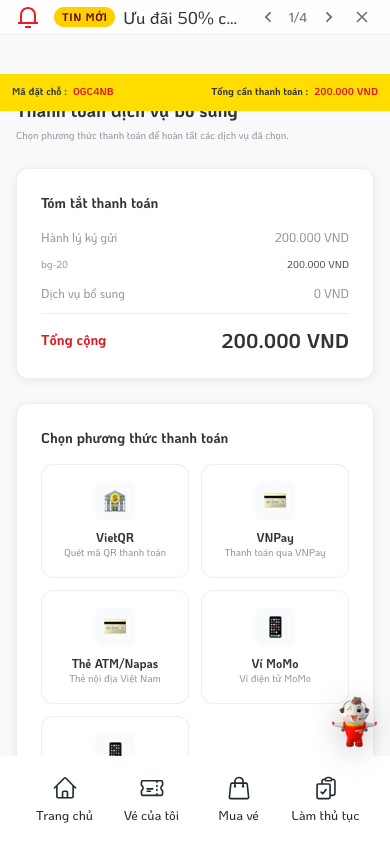 TIN MỚI Ưu đãi 50% c... 1/4
Mã đặt chỗ : OGC4NB Tổng cần thanh toán : 200.000 VND
Thanh toán dịch vụ bổ sung
Chọn phương thức thanh toán để hoàn tất các dịch vụ đã chọn.
Tóm tắt thanh toán
Hành lý ký gửi 200.000 VND
bg-20 200.000 VND
Dịch vụ bổ sung 0 VND
Tổng cộng 200.000 VND
Chọn phương thức thanh toán
VietQR
Quét mã QR thanh toán
VNPay
Thanh toán qua VNPay
Thẻ ATM/Napas
Thẻ nội địa Việt Nam
Ví MoMo
Ví điện tử MoMo
Trang chủ Vé của tôi Mua vé Làm thủ tục